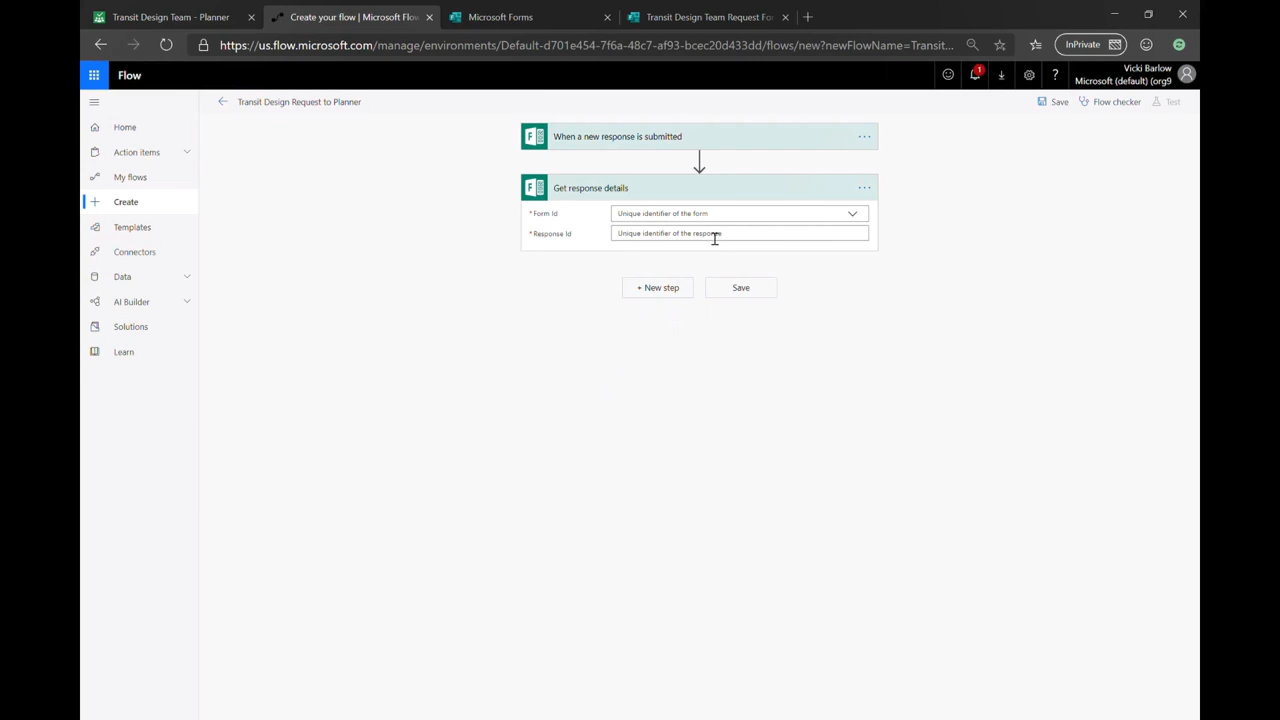 Transit Design Team - Planner
Create your flow | Microsoft Flow
Microsoft Forms
Transit Design Team Request Fo
https://us.flow.microsoft.com/manage/environments/Default-d701e454-7f6a-48c7-af93-bcec20d433dd/flows/new?newFlowName=Transit...
InPrivate
Flow
1
?
Vicki Barlow
Microsoft (default) (org9
Transit Design Request to Planner
Save
Flow checker
Test
Home
Action items
My flows
Create
Templates
Connectors
Data
AI Builder
Solutions
Learn
When a new response is submitted
Get response details
* Form Id
Unique identifier of the form
* Response Id
Unique identifier of the response
+ New step
Save